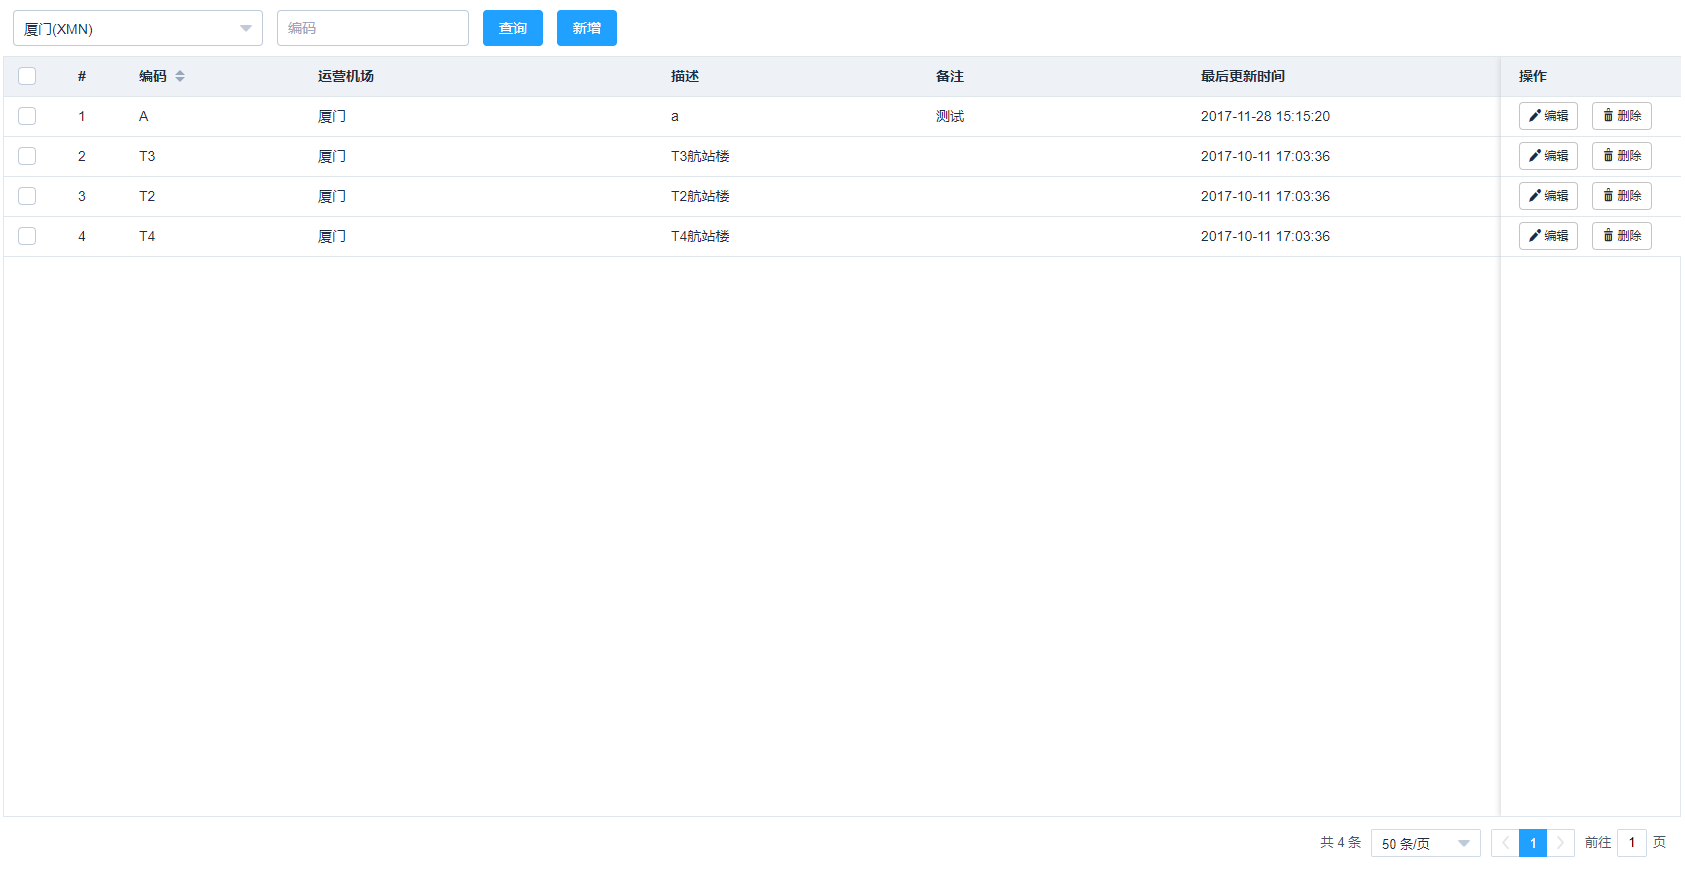 厦门(XMN) 编码 查询 新增
# 编码 运营机场 描述 备注 最后更新时间 操作
1 A 厦门 a 测试 2017-11-28 15:15:20 编辑 删除
2 T3 厦门 T3航站楼 2017-10-11 17:03:36 编辑 删除
3 T2 厦门 T2航站楼 2017-10-11 17:03:36 编辑 删除
4 T4 厦门 T4航站楼 2017-10-11 17:03:36 编辑 删除
共 4 条 50 条/页 1 前往 1 页